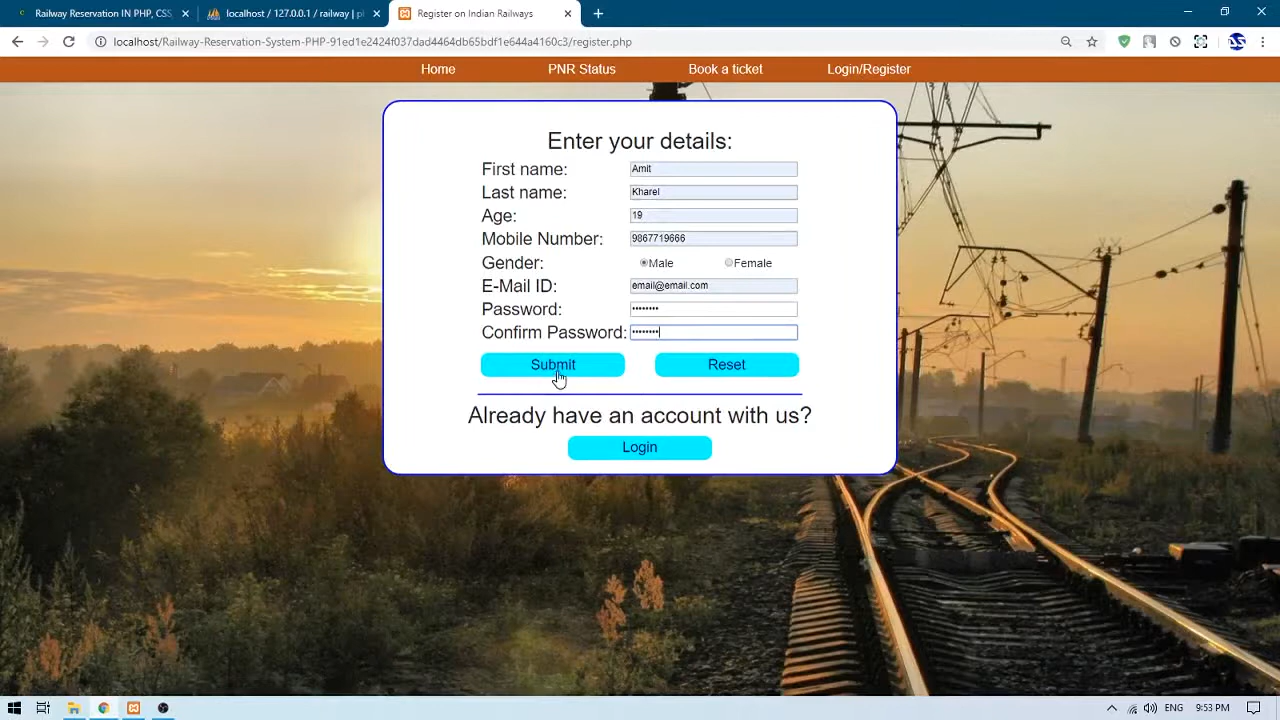 Railway Reservation IN PHP, CSS,
localhost / 127.0.0.1 / railway | p
Register on Indian Railways
localhost/Railway-Reservation-System-PHP-91ed1e2424f037dad4464db65bdf1e644a4160c3/register.php
Home PNR Status Book a ticket Login/Register
Enter your details:
First name: Amit
Last name: Kharel
Age: 19
Mobile Number: 9867719666
Gender: Male Female
E-Mail ID: email@email.com
Password: ••••••••
Confirm Password: ••••••••
Submit Reset
Already have an account with us?
Login
ENG 9:53 PM